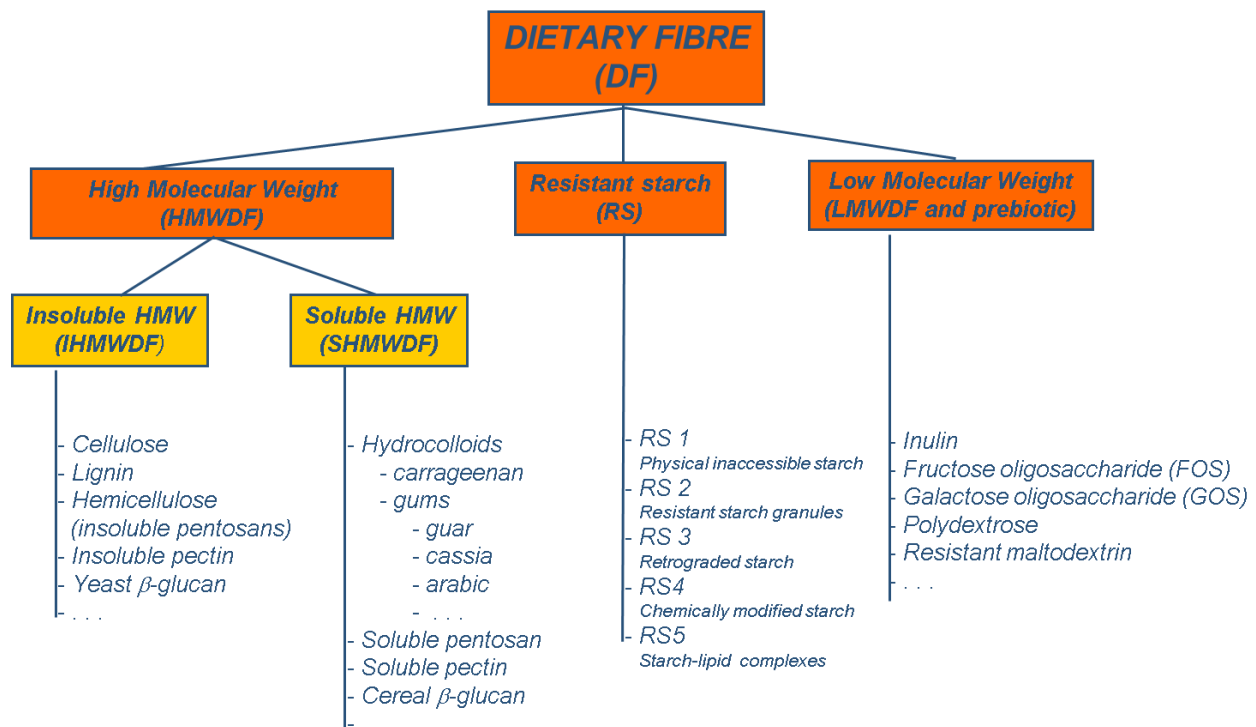 DIETARY FIBRE
(DF)
High Molecular Weight
(HMWDF)
Resistant starch
(RS)
Low Molecular Weight
(LMWDF and prebiotic)
Insoluble HMW
(IHMWDF)
Soluble HMW
(SHMWDF)
- Cellulose
- Lignin
- Hemicellulose
(insoluble pentosans)
- Insoluble pectin
- Yeast β-glucan
- . . .
- Hydrocolloids
- carrageenan
- gums
- guar
- cassia
- arabic
- . . .
- Soluble pentosan
- Soluble pectin
- Cereal β-glucan
-
- RS 1
Physical inaccessible starch
- RS 2
Resistant starch granules
- RS 3
Retrograded starch
- RS4
Chemically modified starch
- RS5
Starch-lipid complexes
- Inulin
- Fructose oligosaccharide (FOS)
- Galactose oligosaccharide (GOS)
- Polydextrose
- Resistant maltodextrin
- . . .